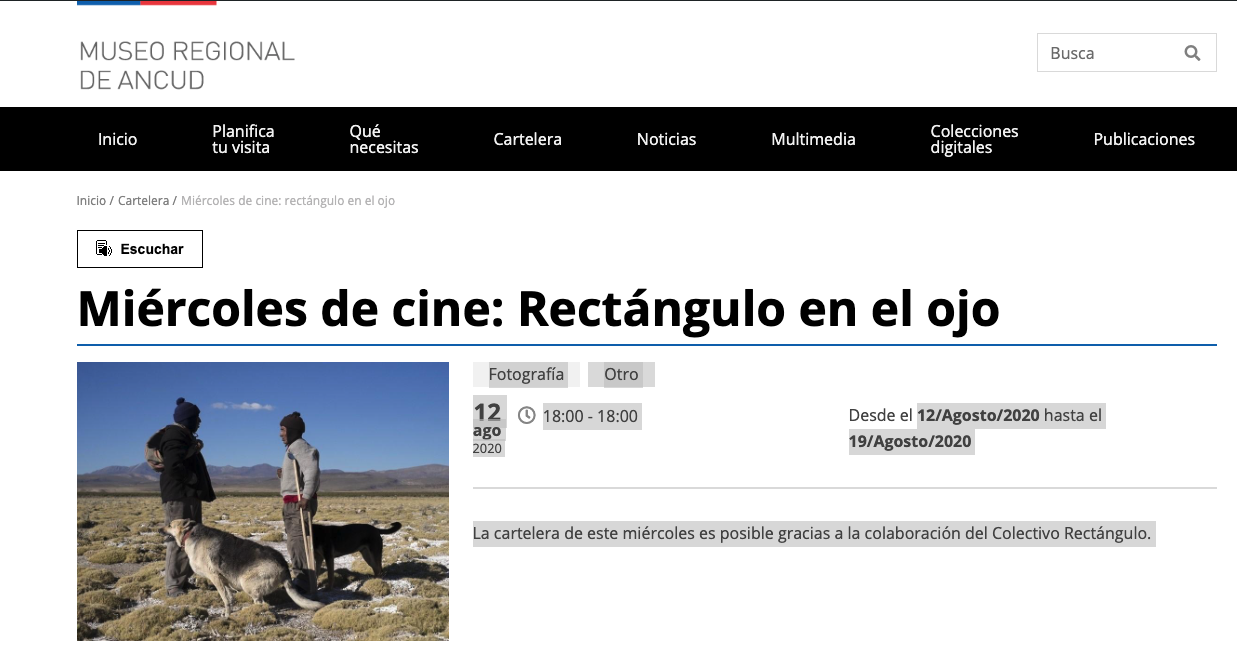 MUSEO REGIONAL
DE ANCUD
Busca
Inicio
Planifica
tu visita
Qué
necesitas
Cartelera
Noticias
Multimedia
Colecciones
digitales
Publicaciones
Inicio / Cartelera / Miércoles de cine: rectángulo en el ojo
Escuchar
Miércoles de cine: Rectángulo en el ojo
Fotografía
Otro
12
ago
2020
18:00 - 18:00
Desde el 12/Agosto/2020 hasta el
19/Agosto/2020
La cartelera de este miércoles es posible gracias a la colaboración del Colectivo Rectángulo.